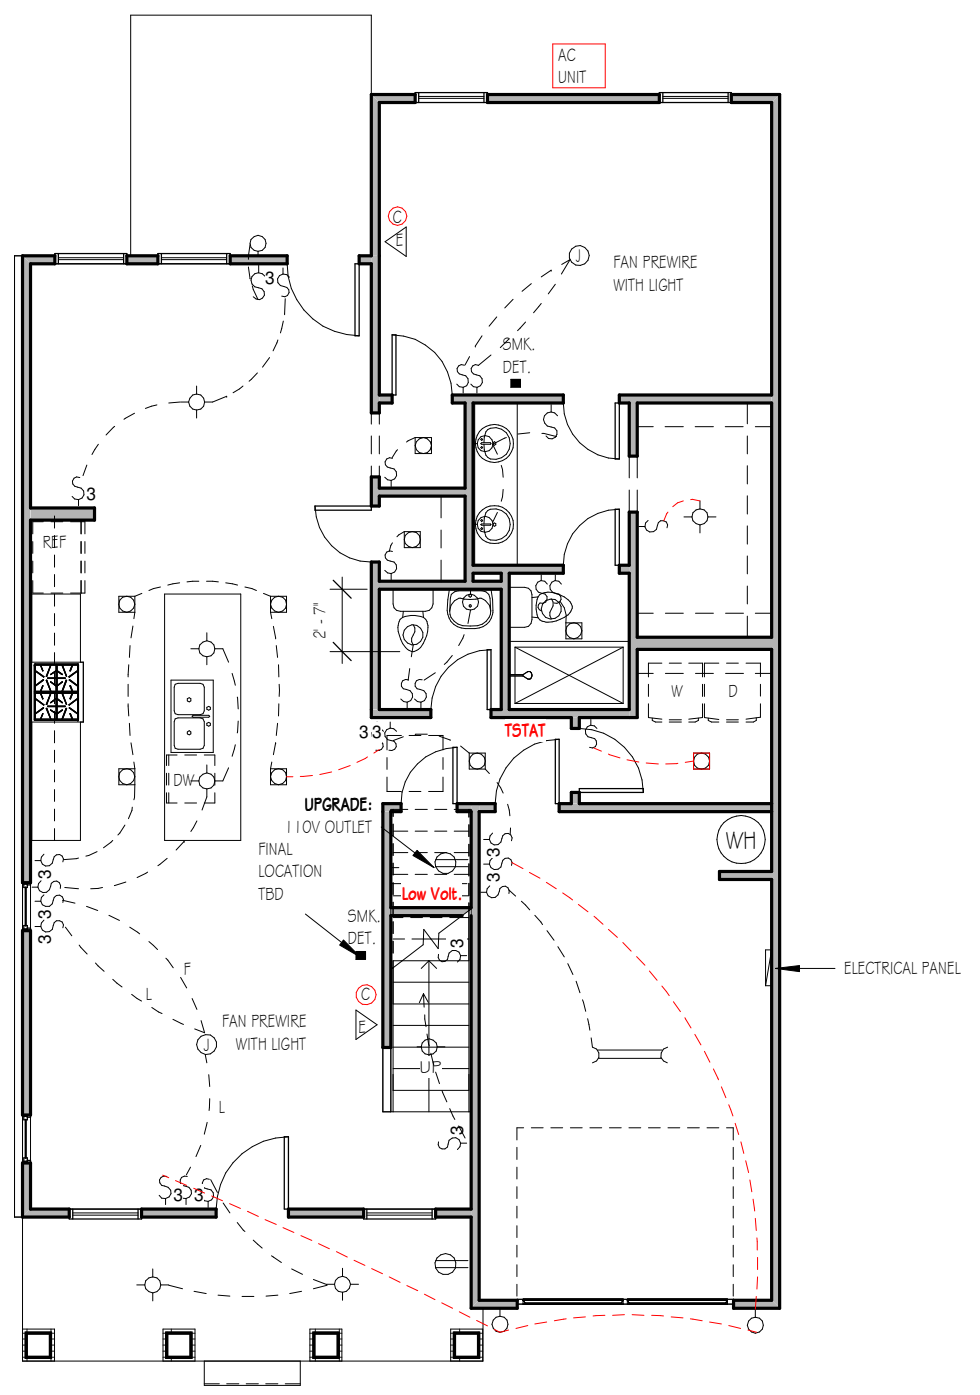 AC
UNIT
C
E
J
FAN PREWIRE
WITH LIGHT
3
SMK.
DET.
3
REF
2' - 7"
W
D
3
3
TSTAT
DW
UPGRADE:
110V OUTLET
WH
FINAL
LOCATION
TBD
3
3
3
3
Low Volt.
3
3
SMK.
DET.
3
F
ELECTRICAL PANEL
L
C
E
FAN PREWIRE
WITH LIGHT
J
UP
L
3
3
3